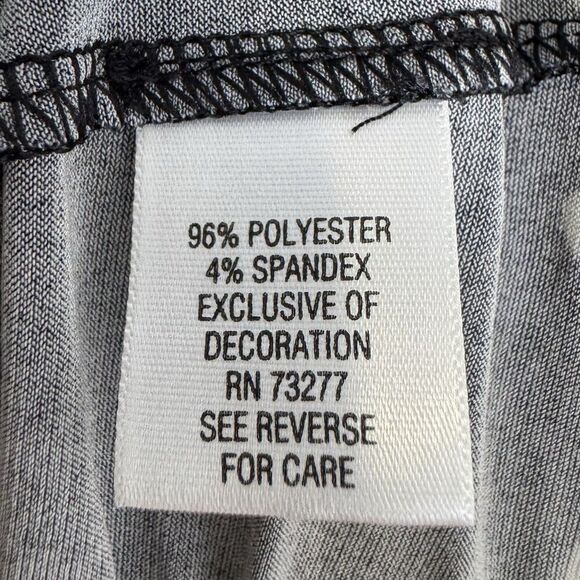 96% POLYESTER
4% SPANDEX
EXCLUSIVE OF
DECORATION
RN 73277
SEE REVERSE
FOR CARE